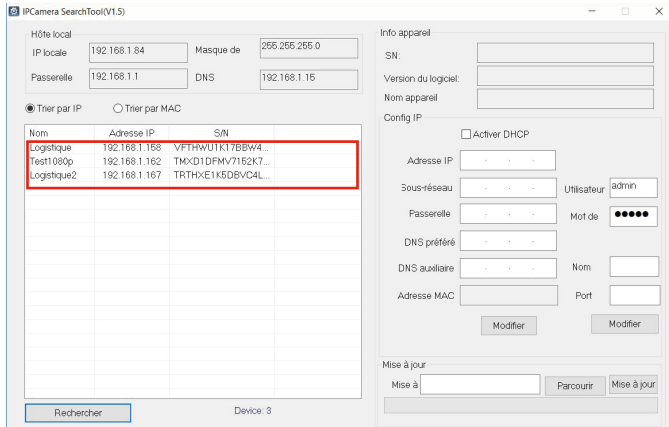 IPCamera SearchTool(V1.5)
Hôte local
IP locale 192.168.1.84 Masque de 255.255.255.0
Passerelle 192.168.1.1 DNS 192.168.1.15
Trier par IP Trier par MAC
Nom Adresse IP S/N
Logistique 192.168.1.158 VFTHWU1K17BBW4...
Test1080p 192.168.1.162 TMXD1DFMV7152K7...
Logistique2 192.168.1.167 TRTHXE1K5DBVC4L...
Rechercher Device: 3
Info appareil
SN:
Version du logiciel:
Nom appareil
Config IP
Activer DHCP
Adresse IP
Sous-réseau Utilisateur admin
Passerelle Mot de ●●●●●
DNS préféré
DNS auxiliaire Nom
Adresse MAC Port
Modifier Modifier
Mise à jour
Mise à Parcourir Mise à jour